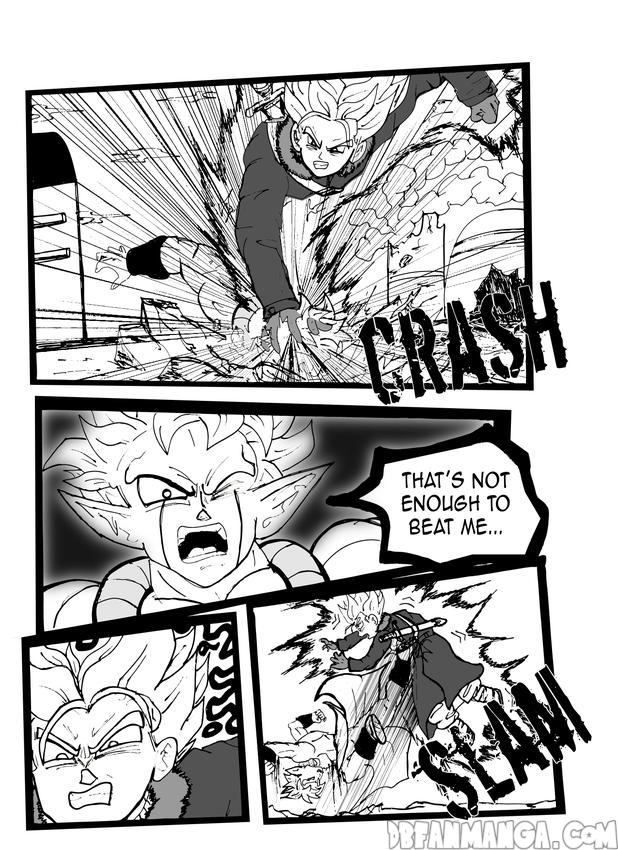 CRASH
THAT'S NOT
ENOUGH TO
BEAT ME...
SLAM
DBFANMANGA.COM